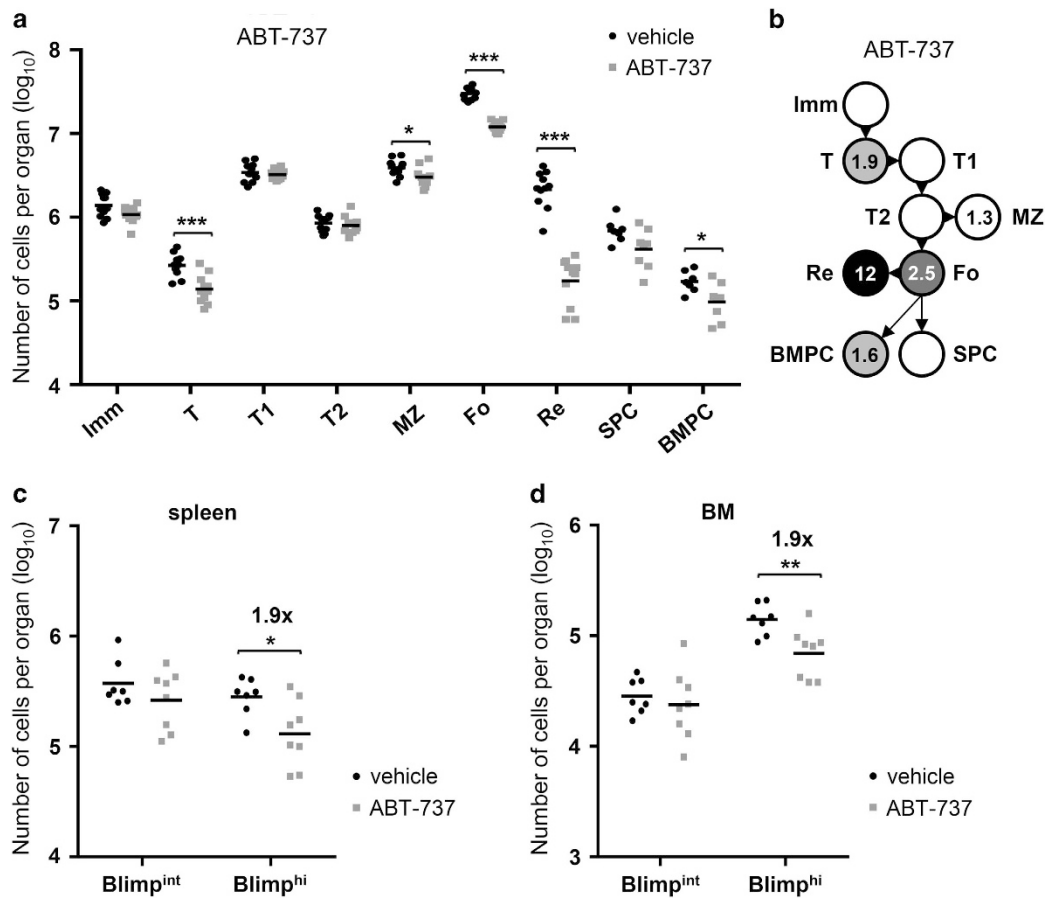 a
ABT-737
vehicle
ABT-737
Number of cells per organ (log10)
8
7
6
5
4
***
*
***
***
*
Imm
T
T1
T2
MZ
Fo
Re
SPC
BMPC
b
ABT-737
Imm
T 1.9 T1
T2 1.3 MZ
Re 12 2.5 Fo
BMPC 1.6 SPC
c
spleen
Number of cells per organ (log10)
7
6
5
4
1.9x
*
vehicle
ABT-737
Blimpint Blimphi
d
BM
Number of cells per organ (log10)
6
5
4
3
1.9x
**
vehicle
ABT-737
Blimpint Blimphi